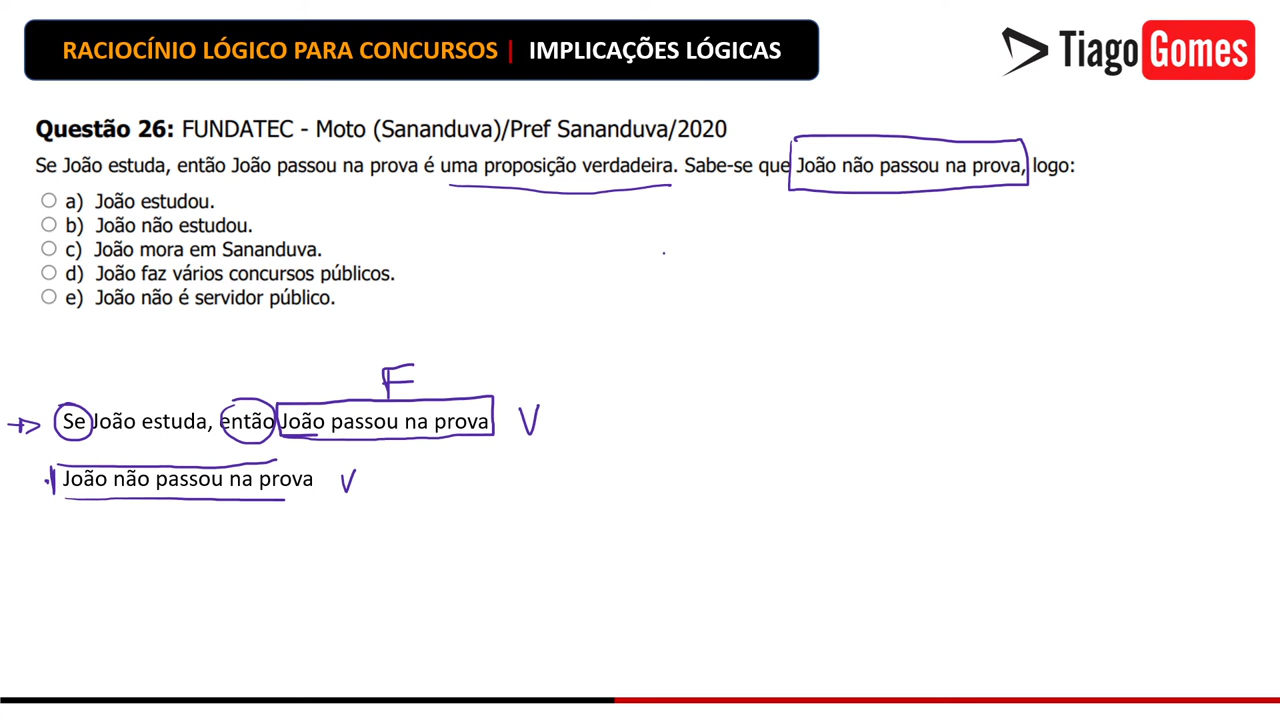 RACIOCÍNIO LÓGICO PARA CONCURSOS | IMPLICAÇÕES LÓGICAS
Tiago Gomes
Questão 26: FUNDATEC - Moto (Sananduva)/Pref Sananduva/2020
Se João estuda, então João passou na prova é uma proposição verdadeira. Sabe-se que João não passou na prova, logo:
a) João estudou.
b) João não estudou.
c) João mora em Sananduva.
d) João faz vários concursos públicos.
e) João não é servidor público.
F
Se João estuda, então João passou na prova V
João não passou na prova V